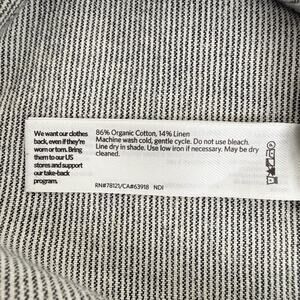 We want our clothes
back, even if they're
worn or torn. Bring
them to our US
stores and support
our take-back
program.
86% Organic Cotton, 14% Linen
Machine wash cold, gentle cycle. Do not use bleach.
Line dry in shade. Use low iron if necessary. May be dry
cleaned.
RN#78121/CA#63918 NDI